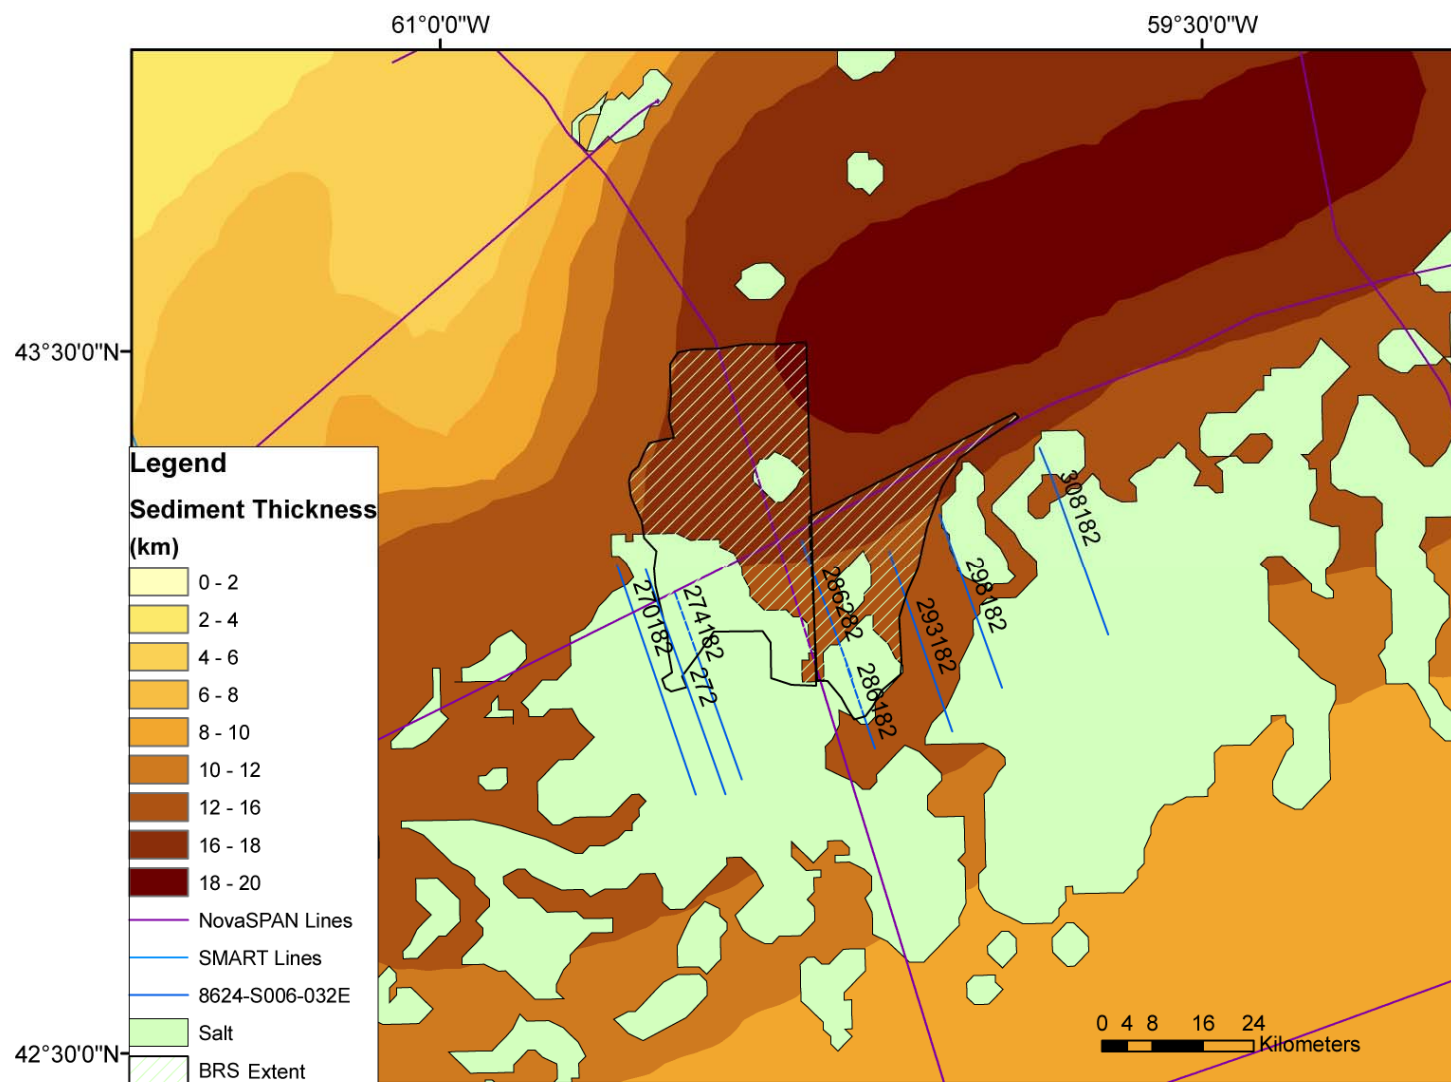 61°0'0"W
59°30'0"W
43°30'0"N
42°30'0"N
Legend
Sediment Thickness
(km)
0 - 2
2 - 4
4 - 6
6 - 8
8 - 10
10 - 12
12 - 16
16 - 18
18 - 20
NovaSPAN Lines
SMART Lines
8624-S006-032E
Salt
BRS Extent
270182
274182
272
286282
286182
293182
298182
308182
0 4 8 16 24
Kilometers